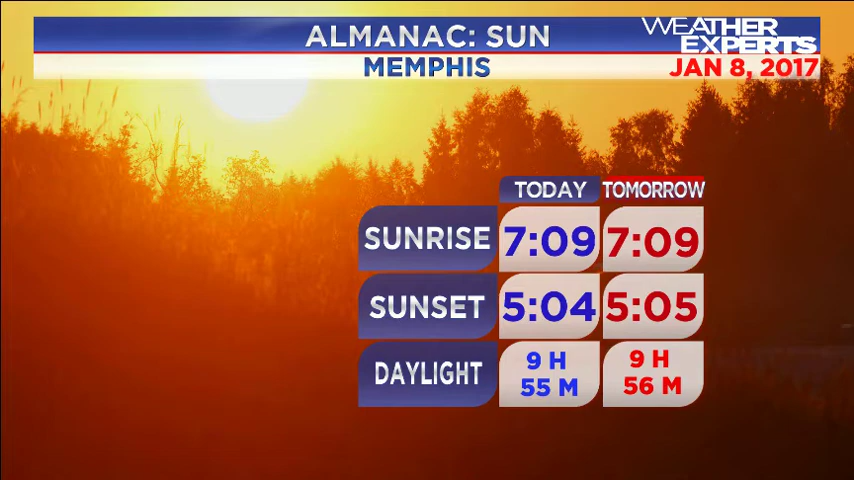 ALMANAC: SUN
WEATHER
EXPERTS
MEMPHIS
JAN 8, 2017
TODAY TOMORROW
SUNRISE 7:09 7:09
SUNSET 5:04 5:05
DAYLIGHT 9 H 55 M 9 H 56 M